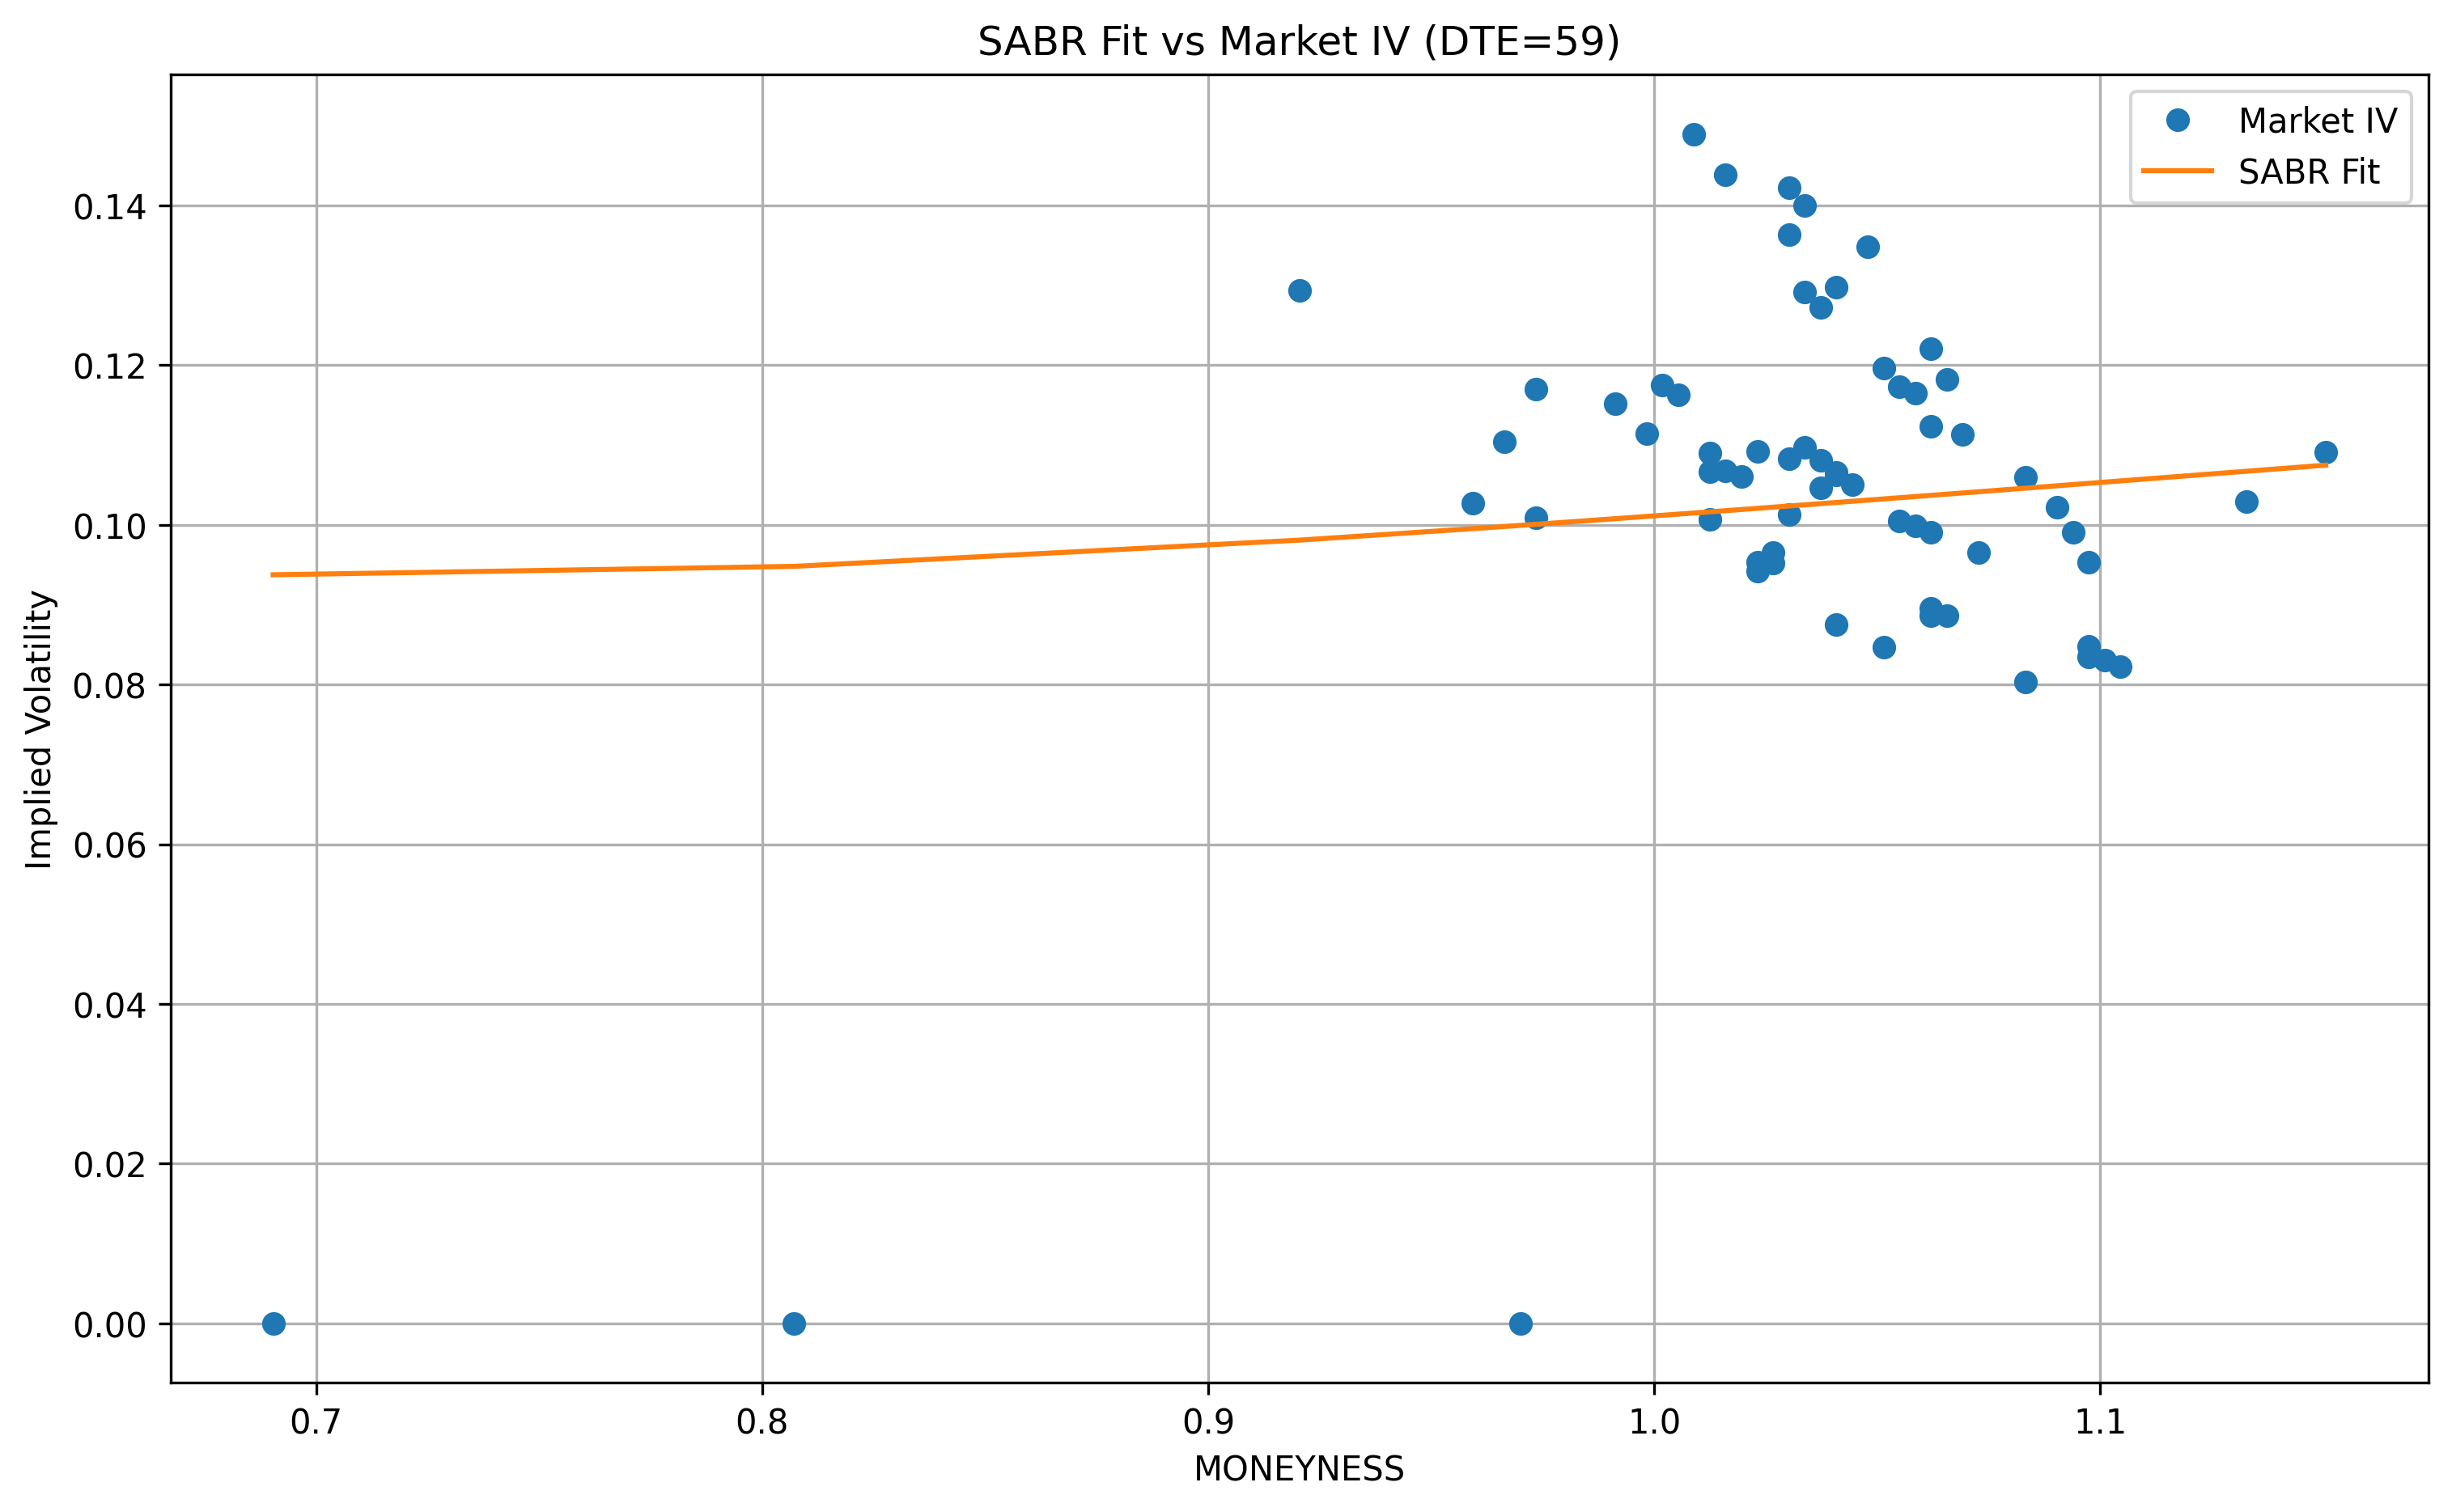 SABR Fit vs Market IV (DTE=59)
Market IV
SABR Fit
Implied Volatility
0.14
0.12
0.10
0.08
0.06
0.04
0.02
0.00
0.7 0.8 0.9 1.0 1.1
MONEYNESS